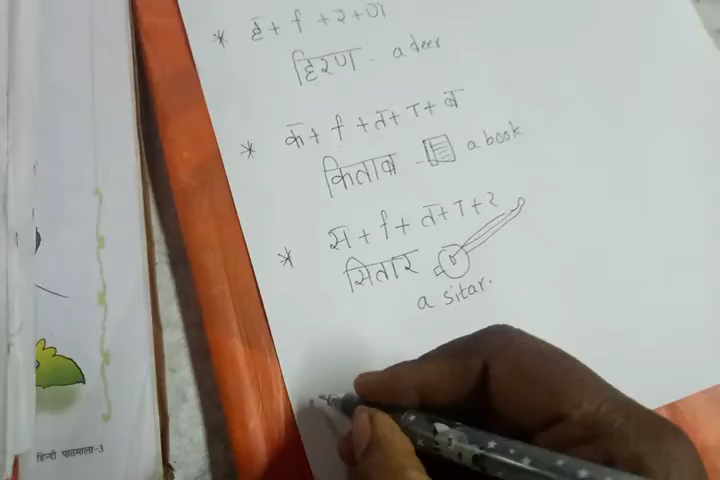 * ह + ि + र + ण
हिरण - a deer
* क + ि + त + ा + ब
किताब - a book
* स + ि + त + ा + र
सितार
a sitar.
हिन्दी पाठमाला-3